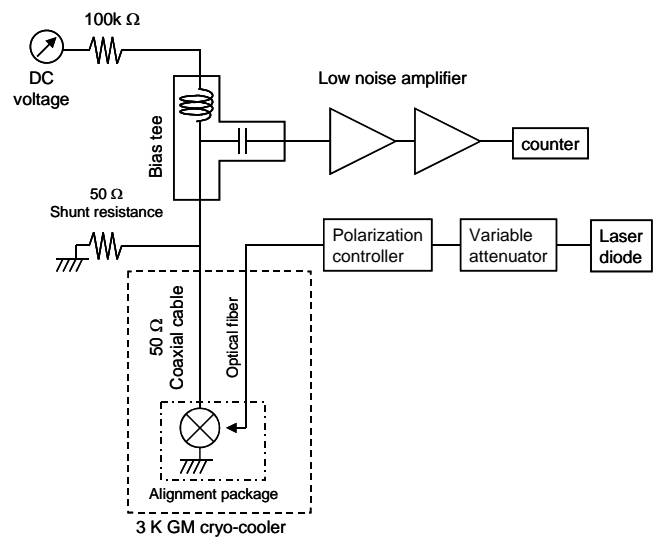 100k Ω
DC
voltage
Bias tee
Low noise amplifier
counter
50 Ω
Shunt resistance
Polarization
controller
Variable
attenuator
Laser
diode
50 Ω
Coaxial cable
Optical fiber
Alignment package
3 K GM cryo-cooler